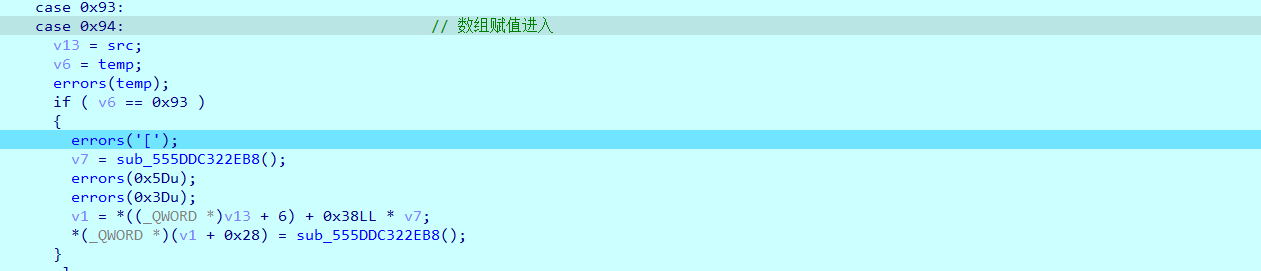 case 0x93:
case 0x94: // 数组赋值进入
v13 = src;
v6 = temp;
errors(temp);
if ( v6 == 0x93 )
{
errors('[');
v7 = sub_555DDC322EB8();
errors(0x5Du);
errors(0x3Du);
v1 = *((_QWORD *)v13 + 6) + 0x38LL * v7;
*(_QWORD *)(v1 + 0x28) = sub_555DDC322EB8();
}